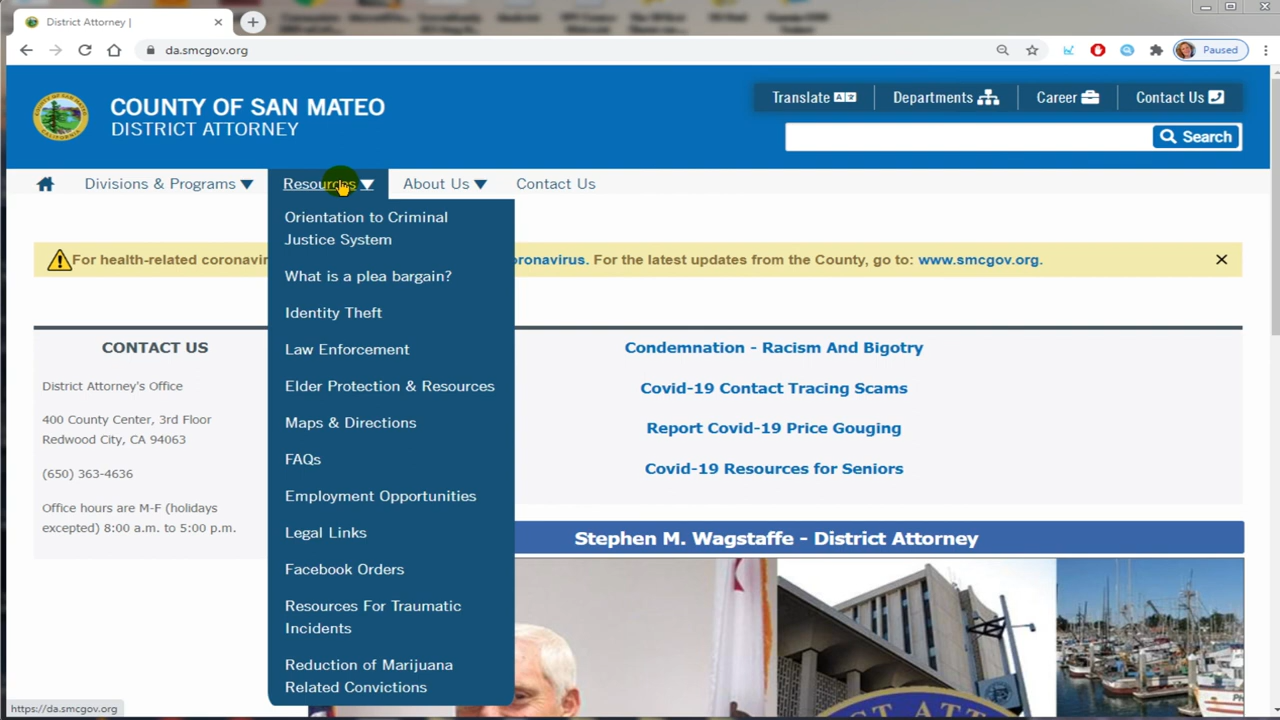 District Attorney |
da.smcgov.org
Paused
COUNTY OF SAN MATEO
DISTRICT ATTORNEY
Translate
Departments
Career
Contact Us
Search
Divisions & Programs
Resources
About Us
Contact Us
Orientation to Criminal
Justice System
What is a plea bargain?
Identity Theft
Law Enforcement
Elder Protection & Resources
Maps & Directions
FAQs
Employment Opportunities
Legal Links
Facebook Orders
Resources For Traumatic
Incidents
Reduction of Marijuana
Related Convictions
For health-related For the latest updates from the County, go to: www.smcgov.org.
CONTACT US
District Attorney's Office
400 County Center, 3rd Floor
Redwood City, CA 94063
(650) 363-4636
Office hours are M-F (holidays
excepted) 8:00 a.m. to 5:00 p.m.
Condemnation - Racism And Bigotry
Covid-19 Contact Tracing Scams
Report Covid-19 Price Gouging
Covid-19 Resources for Seniors
Stephen M. Wagstaffe - District Attorney
https://da.smcgov.org